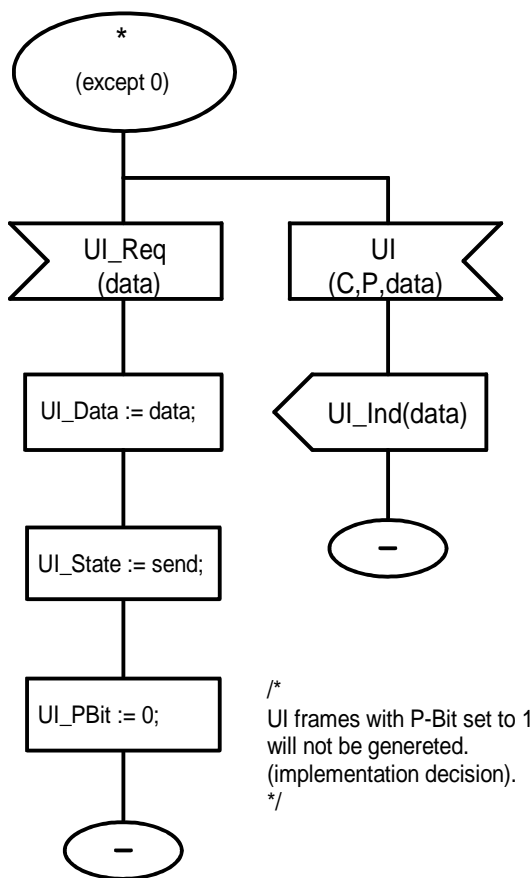 *
(except 0)
UI_Req
(data)
UI
(C,P,data)
UI_Data := data;
UI_Ind(data)
UI_State := send;
–
UI_PBit := 0;
/*
UI frames with P-Bit set to 1
will not be genereted.
(implementation decision).
*/
–